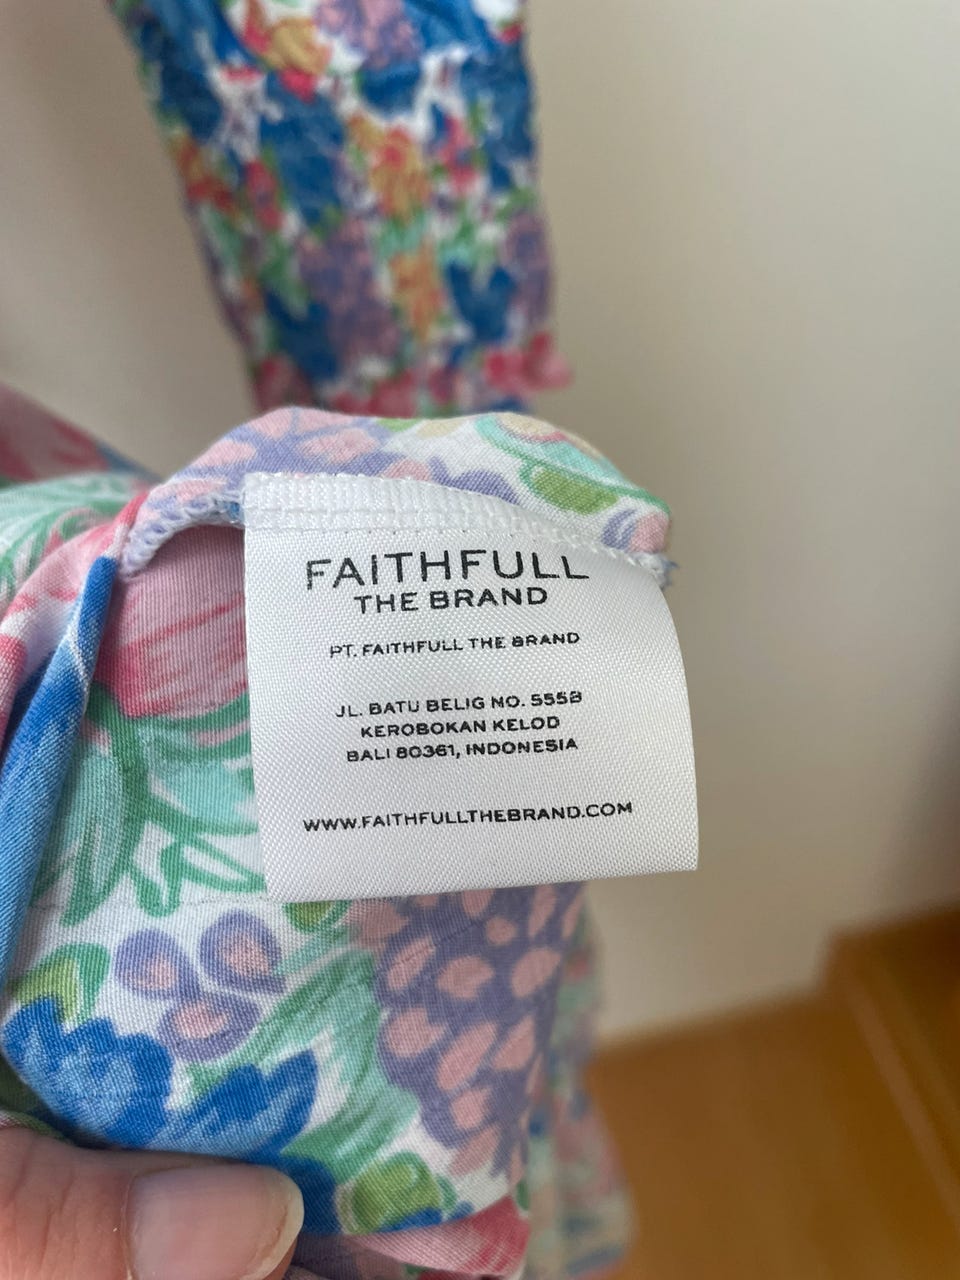 FAITHFULL
THE BRAND
PT. FAITHFULL THE BRAND
JL. BATU BELIG NO. 555B
KEROBOKAN KELOD
BALI 80361, INDONESIA
WWW.FAITHFULLTHEBRAND.COM